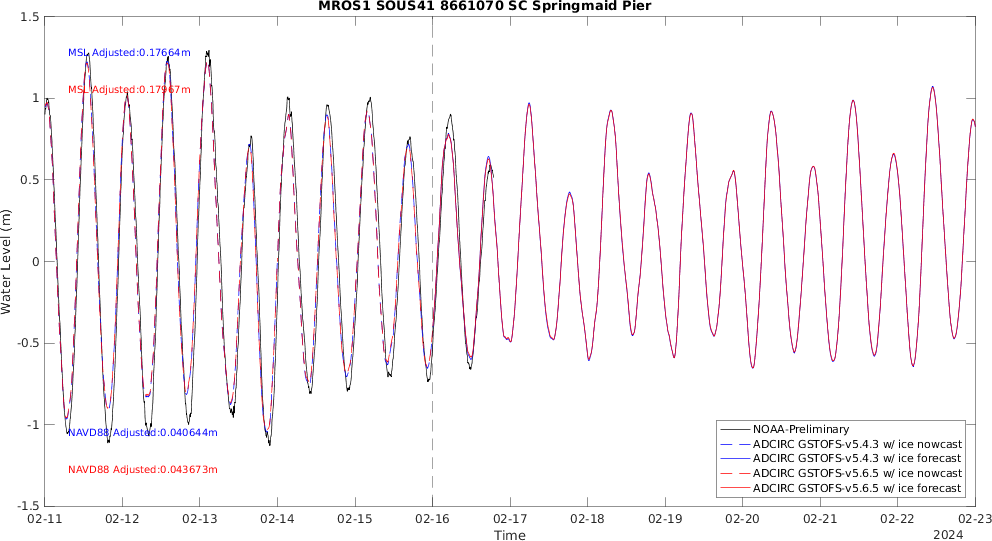 MROS1 SOUS41 8661070 SC Springmaid Pier
1.5
1
0.5
0
-0.5
-1
-1.5
Water Level (m)
MSL Adjusted:0.17664m
MSL Adjusted:0.17967m
NAVD88 Adjusted:0.040644m
NAVD88 Adjusted:0.043673m
NOAA-Preliminary
ADCIRC GSTOFS-v5.4.3 w/ ice nowcast
ADCIRC GSTOFS-v5.4.3 w/ ice forecast
ADCIRC GSTOFS-v5.6.5 w/ ice nowcast
ADCIRC GSTOFS-v5.6.5 w/ ice forecast
02-11 02-12 02-13 02-14 02-15 02-16 02-17 02-18 02-19 02-20 02-21 02-22 02-23
Time
2024